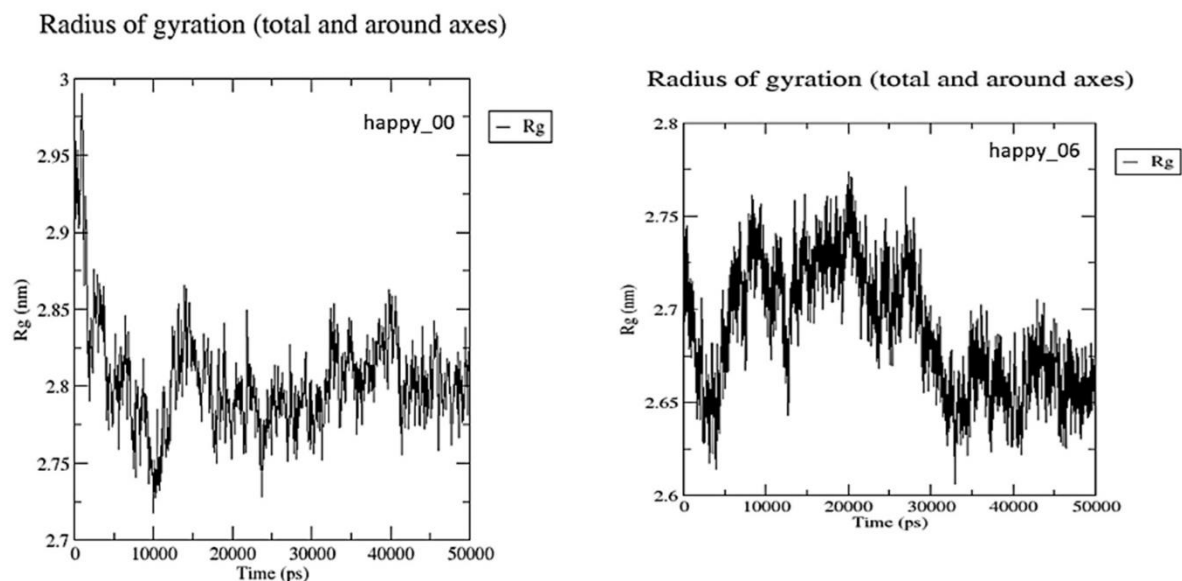 Radius of gyration (total and around axes)
happy_00
Rg
3
2.95
2.9
2.85
2.8
2.75
2.7
Rg (nm)
0 10000 20000 30000 40000 50000
Time (ps)
Radius of gyration (total and around axes)
happy_06
Rg
2.8
2.75
2.7
2.65
2.6
Rg (nm)
0 10000 20000 30000 40000 50000
Time (ps)